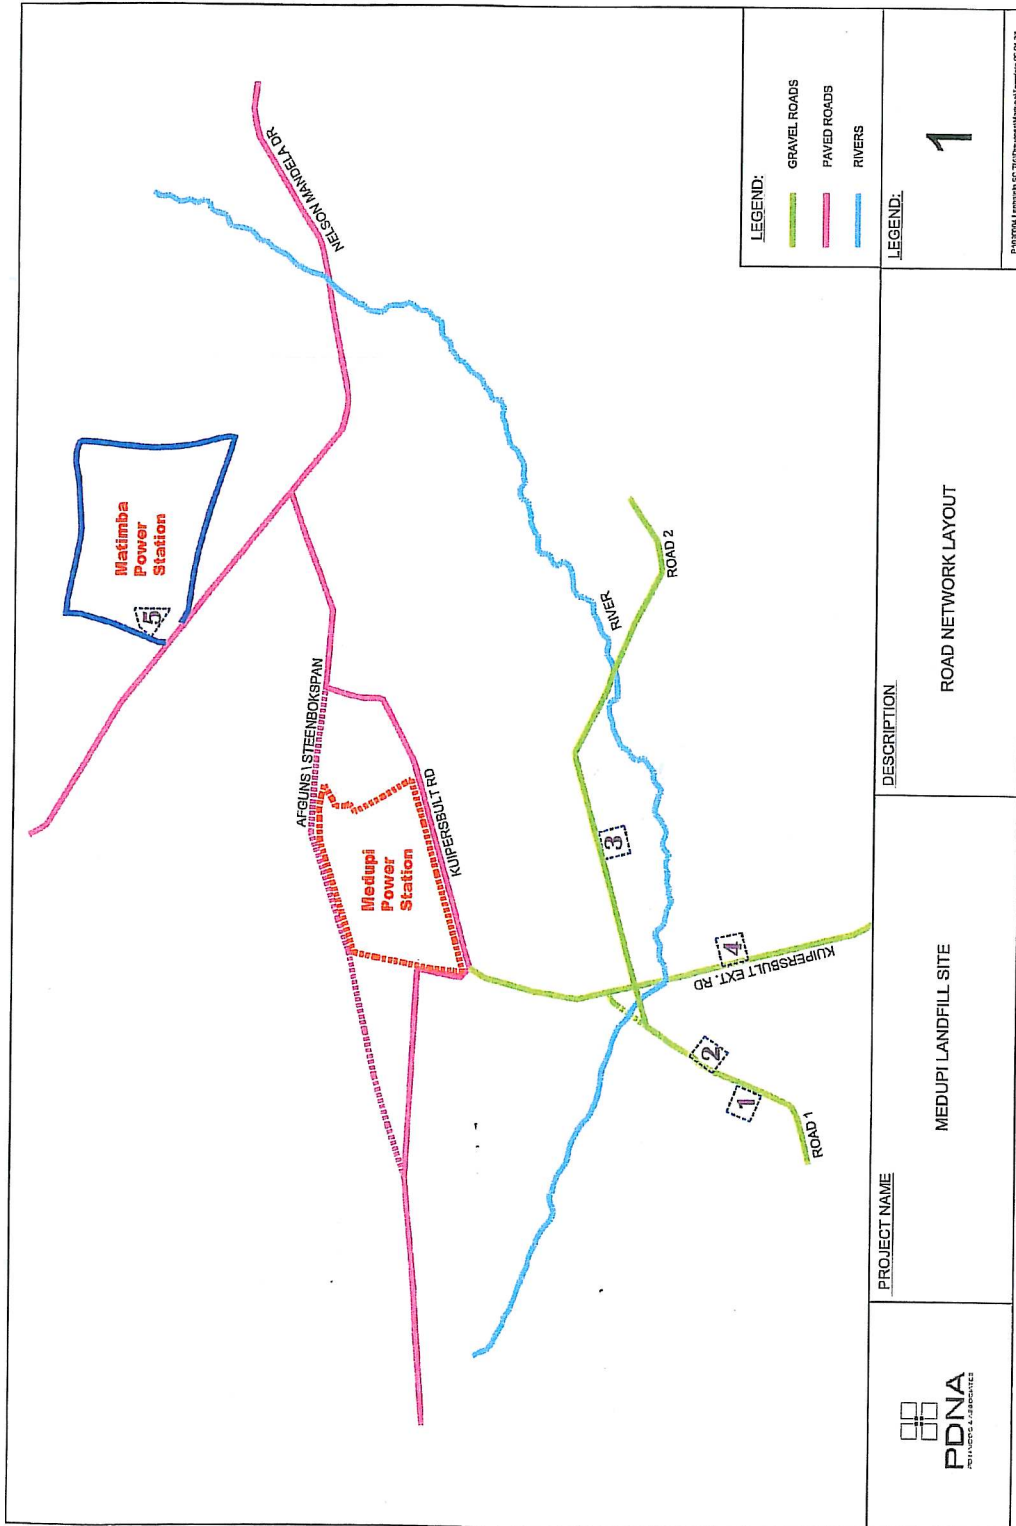 NELSON MANDELA DR
Matimba
Power
Station
5
AFGUNS \ STEENBOKSPAN
Medupi
Power
Station
KUIPERSBULT RD
RIVER
ROAD 2
3
4
KUIPERSBULT EXT. RD
2
1
ROAD 1
LEGEND:
GRAVEL ROADS
PAVED ROADS
RIVERS
PDNA
PROJECT NAME
MEDUPI LANDFILL SITE
DESCRIPTION
ROAD NETWORK LAYOUT
LEGEND:
1